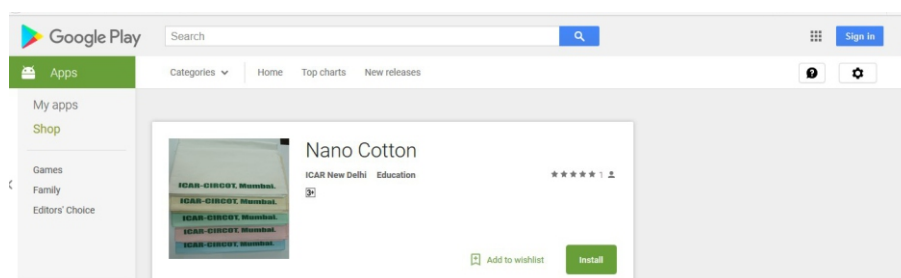 Google Play
Search
Sign in
Apps
Categories
Home
Top charts
New releases
My apps
Shop
Games
Family
Editors' Choice
ICAR-CIRCOT, Mumbai.
ICAR-CIRCOT, Mumbai.
ICAR-CIRCOT, Mumbai.
ICAR-CIRCOT, Mumbai.
ICAR-CIRCOT, Mumbai.
Nano Cotton
ICAR New Delhi Education
1
3+
Add to wishlist
Install